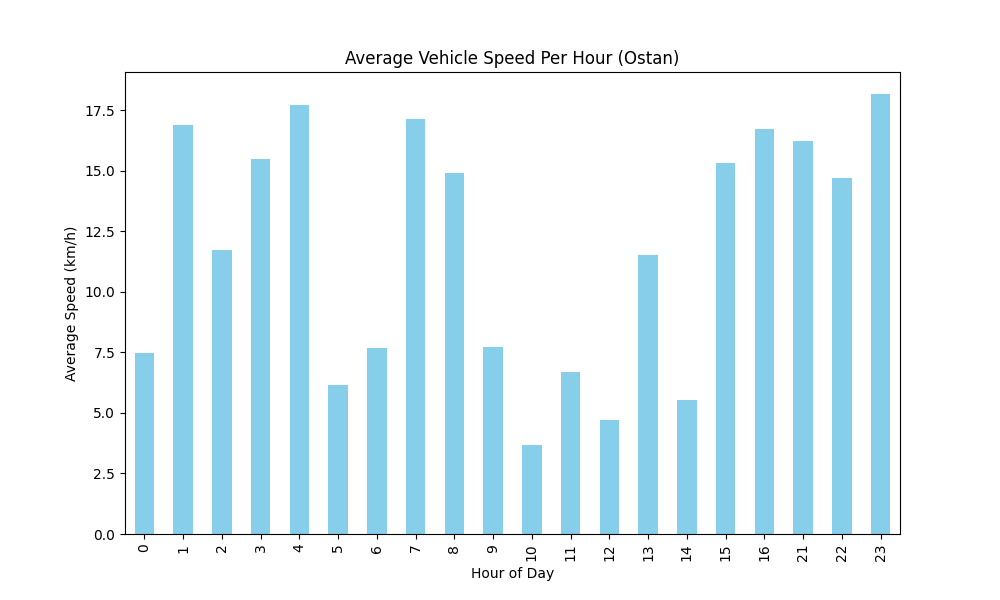 Average Vehicle Speed Per Hour (Ostan)
17.5
15.0
12.5
10.0
7.5
5.0
2.5
0.0
Average Speed (km/h)
0 1 2 3 4 5 6 7 8 9 10 11 12 13 14 15 16 21 22 23
Hour of Day